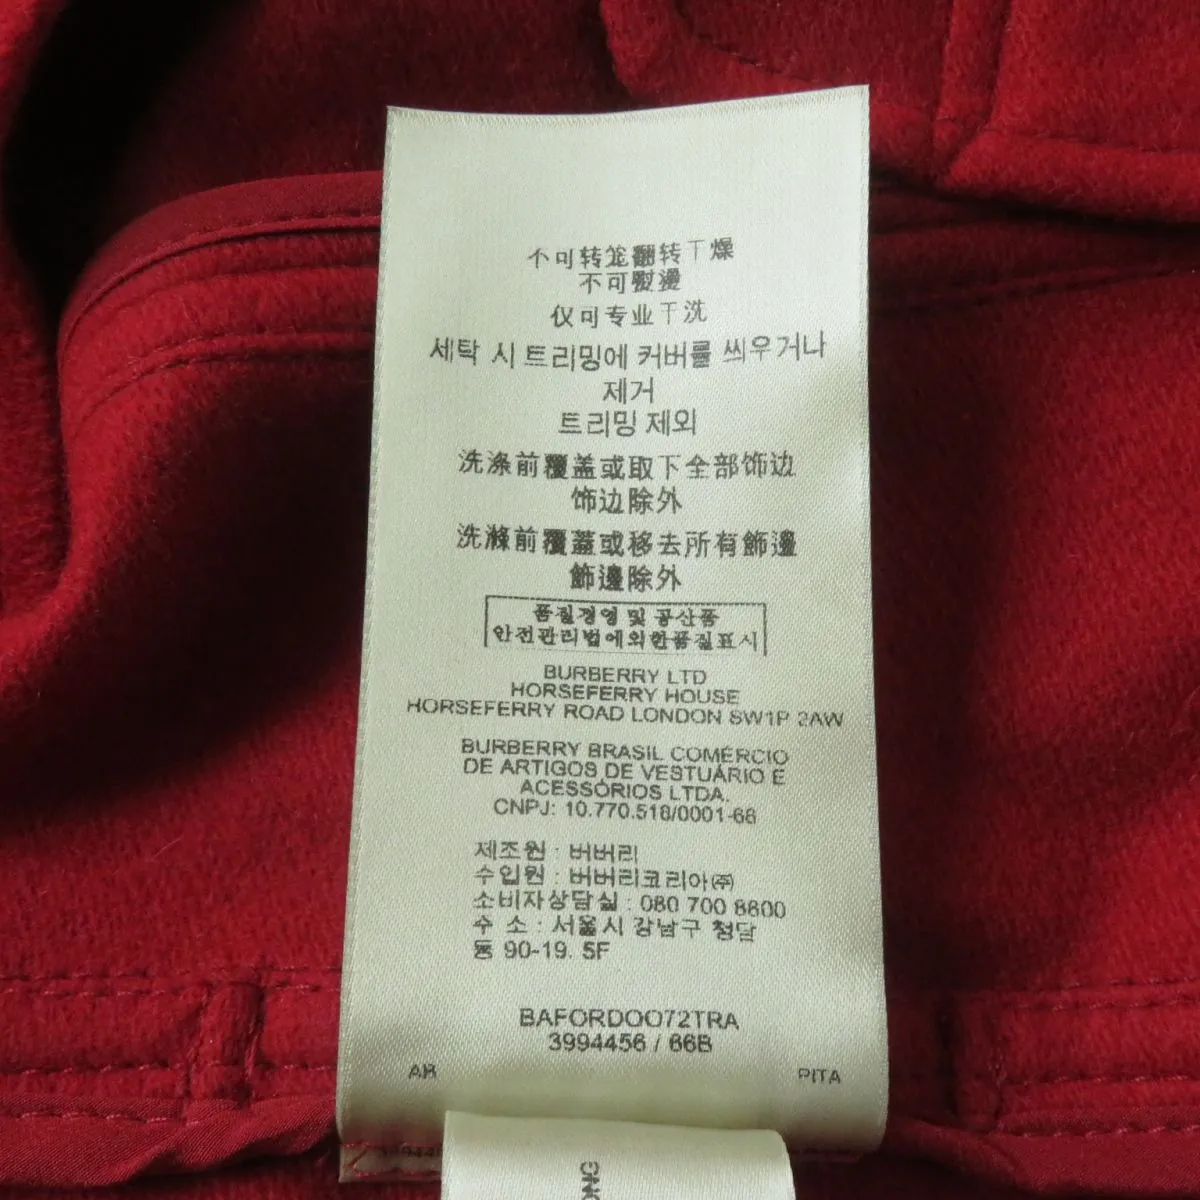 不可转笼翻转干燥
不可熨烫
仅可专业干洗
세탁 시 트리밍에 커버를 씌우거나
제거
트리밍 제외
洗涤前覆盖或取下全部饰边
饰边除外
洗滌前覆蓋或移去所有飾邊
飾邊除外
품질경영 및 공산품
안전관리법에의한품질표시
BURBERRY LTD
HORSEFERRY HOUSE
HORSEFERRY ROAD LONDON SW1P 2AW
BURBERRY BRASIL COMÉRCIO
DE ARTIGOS DE VESTUÁRIO E
ACESSÓRIOS LTDA.
CNPJ: 10.770.518/0001-68
제조원 : 버버리
수입원 : 버버리코리아㈜
소비자상담실 : 080 700 8800
수 소 : 서울시 강남구 청담
동 90-19. 5F
BAFORDOO72TRA
3994456 / 66B
AB PITA